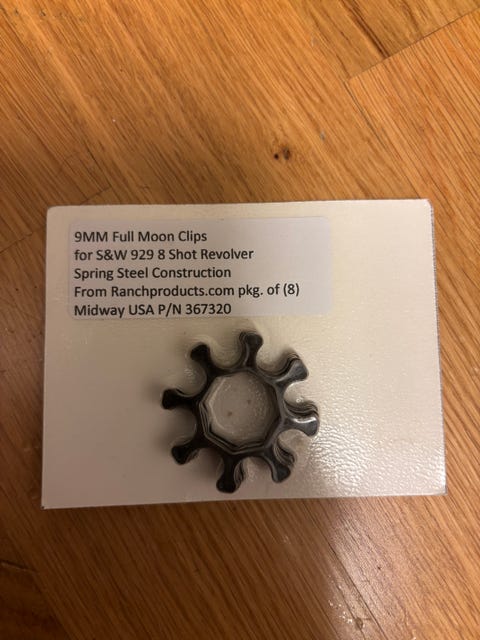 9MM Full Moon Clips
for S&W 929 8 Shot Revolver
Spring Steel Construction
From Ranchproducts.com pkg. of (8)
Midway USA P/N 367320